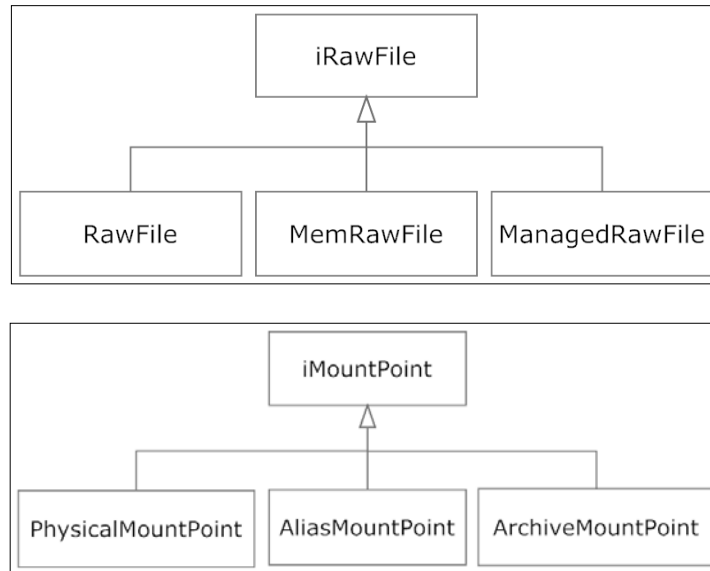 iRawFile
RawFile MemRawFile ManagedRawFile
iMountPoint
PhysicalMountPoint AliasMountPoint ArchiveMountPoint